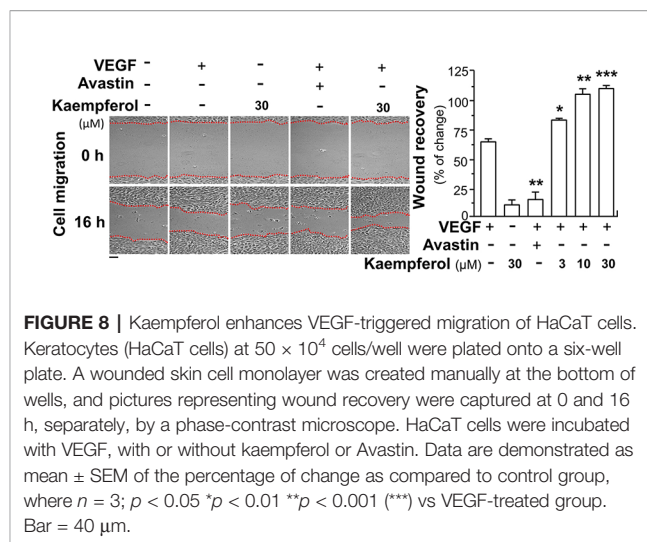 VEGF - + - + +
Avastin - - - + -
Kaempferol - - 30 - 30
(μM)
Cell migration
0 h
16 h
Wound recovery
(% of change)
125
100
75
50
25
0
* ** *** **
VEGF + - + + + +
Avastin - - + - - -
Kaempferol (μM) - 30 - 3 10 30
FIGURE 8 | Kaempferol enhances VEGF-triggered migration of HaCaT cells.
Keratocytes (HaCaT cells) at 50 × 10⁴ cells/well were plated onto a six-well
plate. A wounded skin cell monolayer was created manually at the bottom of
wells, and pictures representing wound recovery were captured at 0 and 16
h, separately, by a phase-contrast microscope. HaCaT cells were incubated
with VEGF, with or without kaempferol or Avastin. Data are demonstrated as
mean ± SEM of the percentage of change as compared to control group,
where n = 3; p < 0.05 *p < 0.01 **p < 0.001 (***) vs VEGF-treated group.
Bar = 40 μm.